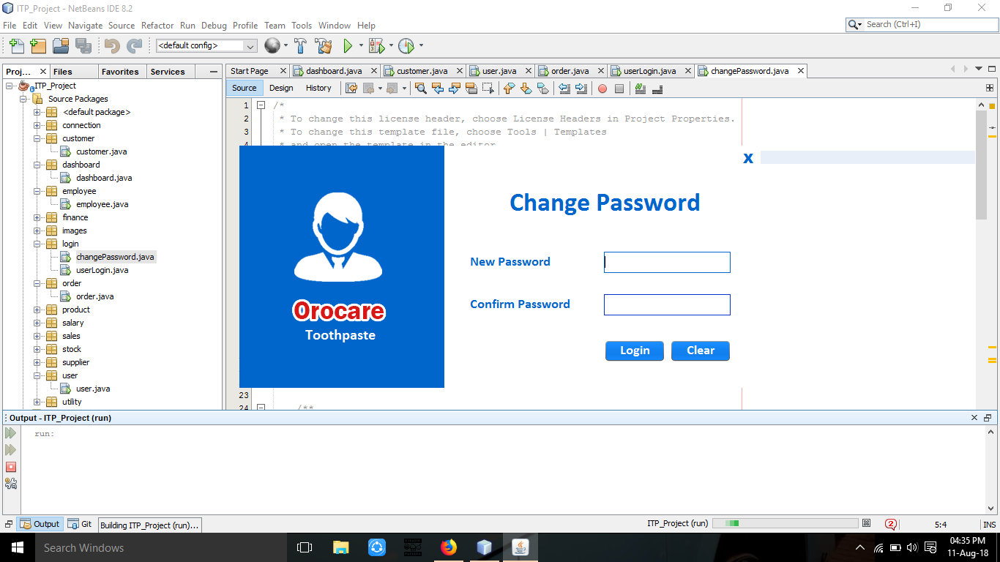 ITP_Project - NetBeans IDE 8.2
File Edit View Navigate Source Refactor Run Debug Profile Team Tools Window Help
Search (Ctrl+I)
<default config>
Proj... Files Favorites Services
Start Page dashboard.java customer.java user.java order.java userLogin.java changePassword.java
Source Design History
ITP_Project
Source Packages
<default package>
connection
customer
customer.java
dashboard
dashboard.java
employee
employee.java
finance
images
login
changePassword.java
userLogin.java
order
order.java
product
salary
sales
stock
supplier
user
user.java
utility
1 /*
2 * To change this license header, choose License Headers in Project Properties.
3 * To change this template file, choose Tools | Templates
4 * and open the template in the editor
X
Change Password
New Password
Confirm Password
Login Clear
Orocare
Toothpaste
23
24 /**
Output - ITP_Project (run)
run:
Output Git Building ITP_Project (run)...
ITP_Project (run) 2 5:4 INS
Search Windows
04:35 PM
11-Aug-18